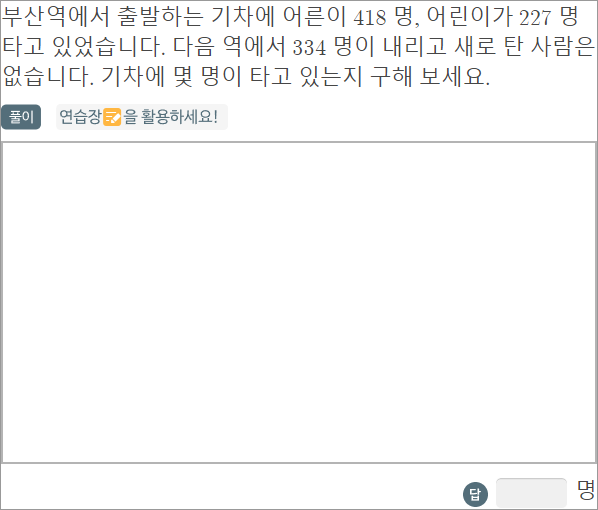 부산역에서 출발하는 기차에 어른이 418 명, 어린이가 227 명
타고 있었습니다. 다음 역에서 334 명이 내리고 새로 탄 사람은
없습니다. 기차에 몇 명이 타고 있는지 구해 보세요.
풀이 연습장을 활용하세요!
답 명